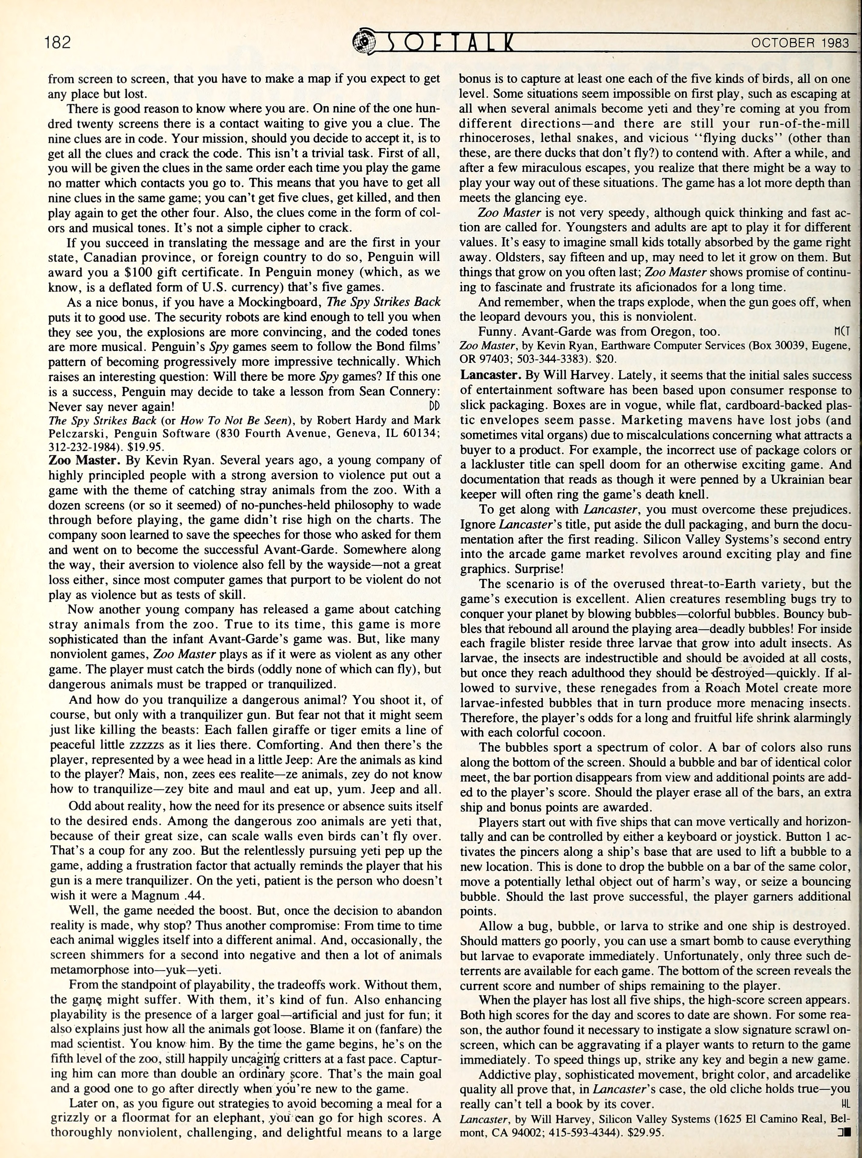 182
SOFTALK
OCTOBER 1983
from screen to screen, that you have to make a map if you expect to get
any place but lost.
There is good reason to know where you are. On nine of the one hun-
dred twenty screens there is a contact waiting to give you a clue. The
nine clues are in code. Your mission, should you decide to accept it, is to
get all the clues and crack the code. This isn't a trivial task. First of all,
you will be given the clues in the same order each time you play the game
no matter which contacts you go to. This means that you have to get all
nine clues in the same game; you can't get five clues, get killed, and then
play again to get the other four. Also, the clues come in the form of col-
ors and musical tones. It's not a simple cipher to crack.
If you succeed in translating the message and are the first in your
state, Canadian province, or foreign country to do so, Penguin will
award you a $100 gift certificate. In Penguin money (which, as we
know, is a deflated form of U.S. currency) that's five games.
As a nice bonus, if you have a Mockingboard, The Spy Strikes Back
puts it to good use. The security robots are kind enough to tell you when
they see you, the explosions are more convincing, and the coded tones
are more musical. Penguin's Spy games seem to follow the Bond films'
pattern of becoming progressively more impressive technically. Which
raises an interesting question: Will there be more Spy games? If this one
is a success, Penguin may decide to take a lesson from Sean Connery:
Never say never again! DD
The Spy Strikes Back (or How To Not Be Seen), by Robert Hardy and Mark
Pelczarski, Penguin Software (830 Fourth Avenue, Geneva, IL 60134;
312-232-1984). $19.95.
Zoo Master. By Kevin Ryan. Several years ago, a young company of
highly principled people with a strong aversion to violence put out a
game with the theme of catching stray animals from the zoo. With a
dozen screens (or so it seemed) of no-punches-held philosophy to wade
through before playing, the game didn't rise high on the charts. The
company soon learned to save the speeches for those who asked for them
and went on to become the successful Avant-Garde. Somewhere along
the way, their aversion to violence also fell by the wayside—not a great
loss either, since most computer games that purport to be violent do not
play as violence but as tests of skill.
Now another young company has released a game about catching
stray animals from the zoo. True to its time, this game is more
sophisticated than the infant Avant-Garde's game was. But, like many
nonviolent games, Zoo Master plays as if it were as violent as any other
game. The player must catch the birds (oddly none of which can fly), but
dangerous animals must be trapped or tranquilized.
And how do you tranquilize a dangerous animal? You shoot it, of
course, but only with a tranquilizer gun. But fear not that it might seem
just like killing the beasts: Each fallen giraffe or tiger emits a line of
peaceful little zzzzzs as it lies there. Comforting. And then there's the
player, represented by a wee head in a little Jeep: Are the animals as kind
to the player? Mais, non, zees ees realite—ze animals, zey do not know
how to tranquilize—zey bite and maul and eat up, yum. Jeep and all.
Odd about reality, how the need for its presence or absence suits itself
to the desired ends. Among the dangerous zoo animals are yeti that,
because of their great size, can scale walls even birds can't fly over.
That's a coup for any zoo. But the relentlessly pursuing yeti pep up the
game, adding a frustration factor that actually reminds the player that his
gun is a mere tranquilizer. On the yeti, patient is the person who doesn't
wish it were a Magnum .44.
Well, the game needed the boost. But, once the decision to abandon
reality is made, why stop? Thus another compromise: From time to time
each animal wiggles itself into a different animal. And, occasionally, the
screen shimmers for a second into negative and then a lot of animals
metamorphose into—yuk—yeti.
From the standpoint of playability, the tradeoffs work. Without them,
the game might suffer. With them, it's kind of fun. Also enhancing
playability is the presence of a larger goal—artificial and just for fun; it
also explains just how all the animals got loose. Blame it on (fanfare) the
mad scientist. You know him. By the time the game begins, he's on the
fifth level of the zoo, still happily uncaging critters at a fast pace. Captur-
ing him can more than double an ordinary score. That's the main goal
and a good one to go after directly when you're new to the game.
Later on, as you figure out strategies to avoid becoming a meal for a
grizzly or a floormat for an elephant, you can go for high scores. A
thoroughly nonviolent, challenging, and delightful means to a large
bonus is to capture at least one each of the five kinds of birds, all on one
level. Some situations seem impossible on first play, such as escaping at
all when several animals become yeti and they're coming at you from
different directions—and there are still your run-of-the-mill
rhinoceroses, lethal snakes, and vicious "flying ducks" (other than
these, are there ducks that don't fly?) to contend with. After a while, and
after a few miraculous escapes, you realize that there might be a way to
play your way out of these situations. The game has a lot more depth than
meets the glancing eye.
Zoo Master is not very speedy, although quick thinking and fast ac-
tion are called for. Youngsters and adults are apt to play it for different
values. It's easy to imagine small kids totally absorbed by the game right
away. Oldsters, say fifteen and up, may need to let it grow on them. But
things that grow on you often last; Zoo Master shows promise of continu-
ing to fascinate and frustrate its aficionados for a long time.
And remember, when the traps explode, when the gun goes off, when
the leopard devours you, this is nonviolent.
Funny. Avant-Garde was from Oregon, too. MCT
Zoo Master, by Kevin Ryan, Earthware Computer Services (Box 30039, Eugene,
OR 97403; 503-344-3383). $20.
Lancaster. By Will Harvey. Lately, it seems that the initial sales success
of entertainment software has been based upon consumer response to
slick packaging. Boxes are in vogue, while flat, cardboard-backed plas-
tic envelopes seem passe. Marketing mavens have lost jobs (and
sometimes vital organs) due to miscalculations concerning what attracts a
buyer to a product. For example, the incorrect use of package colors or
a lackluster title can spell doom for an otherwise exciting game. And
documentation that reads as though it were penned by a Ukrainian bear
keeper will often ring the game's death knell.
To get along with Lancaster, you must overcome these prejudices.
Ignore Lancaster's title, put aside the dull packaging, and burn the docu-
mentation after the first reading. Silicon Valley Systems's second entry
into the arcade game market revolves around exciting play and fine
graphics. Surprise!
The scenario is of the overused threat-to-Earth variety, but the
game's execution is excellent. Alien creatures resembling bugs try to
conquer your planet by blowing bubbles—colorful bubbles. Bouncy bub-
bles that rebound all around the playing area—deadly bubbles! For inside
each fragile blister reside three larvae that grow into adult insects. As
larvae, the insects are indestructible and should be avoided at all costs,
but once they reach adulthood they should be destroyed—quickly. If al-
lowed to survive, these renegades from a Roach Motel create more
larvae-infested bubbles that in turn produce more menacing insects.
Therefore, the player's odds for a long and fruitful life shrink alarmingly
with each colorful cocoon.
The bubbles sport a spectrum of color. A bar of colors also runs
along the bottom of the screen. Should a bubble and bar of identical color
meet, the bar portion disappears from view and additional points are add-
ed to the player's score. Should the player erase all of the bars, an extra
ship and bonus points are awarded.
Players start out with five ships that can move vertically and horizon-
tally and can be controlled by either a keyboard or joystick. Button 1 ac-
tivates the pincers along a ship's base that are used to lift a bubble to a
new location. This is done to drop the bubble on a bar of the same color,
move a potentially lethal object out of harm's way, or seize a bouncing
bubble. Should the last prove successful, the player garners additional
points.
Allow a bug, bubble, or larva to strike and one ship is destroyed.
Should matters go poorly, you can use a smart bomb to cause everything
but larvae to evaporate immediately. Unfortunately, only three such de-
terrents are available for each game. The bottom of the screen reveals the
current score and number of ships remaining to the player.
When the player has lost all five ships, the high-score screen appears.
Both high scores for the day and scores to date are shown. For some rea-
son, the author found it necessary to instigate a slow signature scrawl on-
screen, which can be aggravating if a player wants to return to the game
immediately. To speed things up, strike any key and begin a new game.
Addictive play, sophisticated movement, bright color, and arcadelike
quality all prove that, in Lancaster's case, the old cliche holds true—you
really can't tell a book by its cover. WL
Lancaster, by Will Harvey, Silicon Valley Systems (1625 El Camino Real, Bel-
mont, CA 94002; 415-593-4344). $29.95.